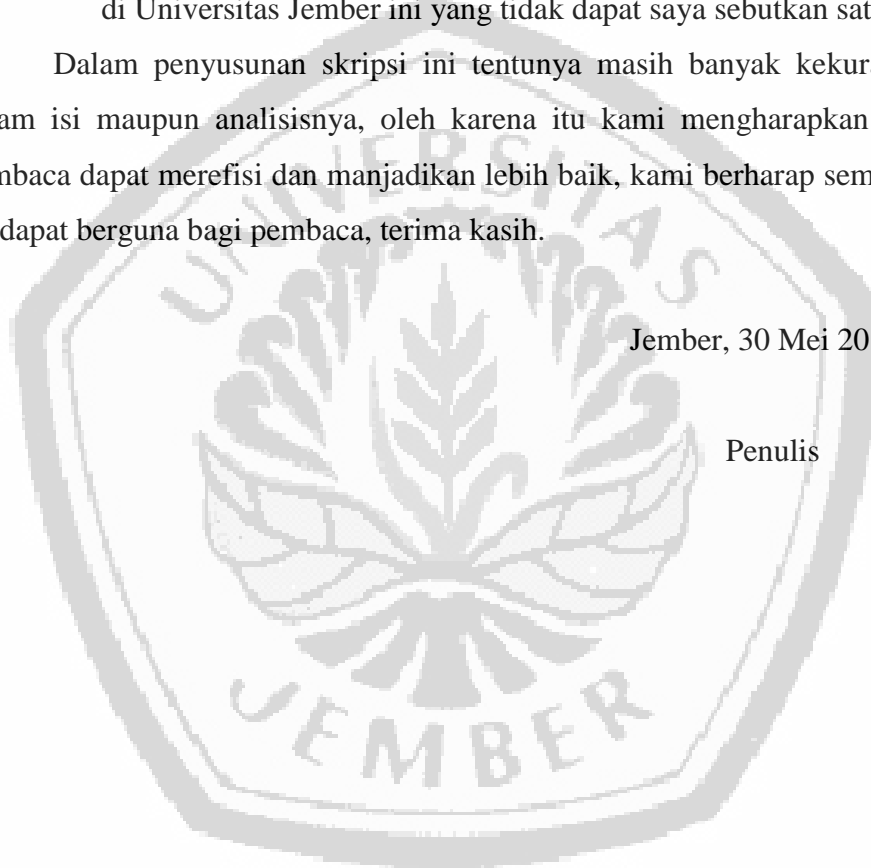 di Universitas Jember ini yang tidak dapat saya sebutkan sat
Dalam penyusunan skripsi ini tentunya masih banyak kekur
am isi maupun analisisnya, oleh karena itu kami mengharapkan
mbaca dapat merefisi dan manjadikan lebih baik, kami berharap sem
dapat berguna bagi pembaca, terima kasih.
Jember, 30 Mei 20
Penulis
UNIVERSITAS
JEMBER